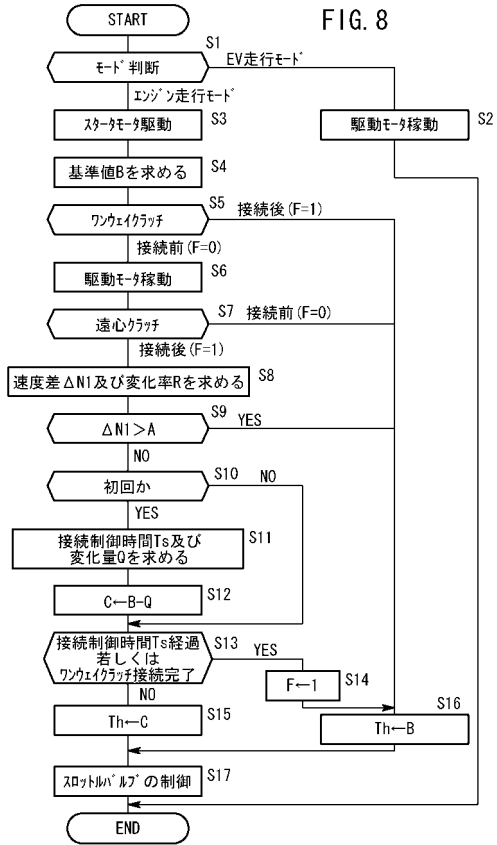 START
FIG. 8
S1
モード判断
EV走行モード
エンジン走行モード
S3
スタータモータ駆動
S2
駆動モータ稼動
S4
基準値Bを求める
S5
ワンウェイクラッチ
接続後(F=1)
接続前(F=0)
S6
駆動モータ稼動
S7
遠心クラッチ
接続前(F=0)
接続後(F=1)
速度差ΔN1及び変化率Rを求める
S8
S9
ΔN1>A
YES
NO
S10
初回か
NO
YES
接続制御時間Ts及び
変化量Qを求める
S11
C←B-Q
S12
接続制御時間Ts経過
若しくは
ワンウェイクラッチ接続完了
S13
YES
NO
F←1
S14
Th←C
S15
S16
Th←B
スロットルバルブの制御
S17
END